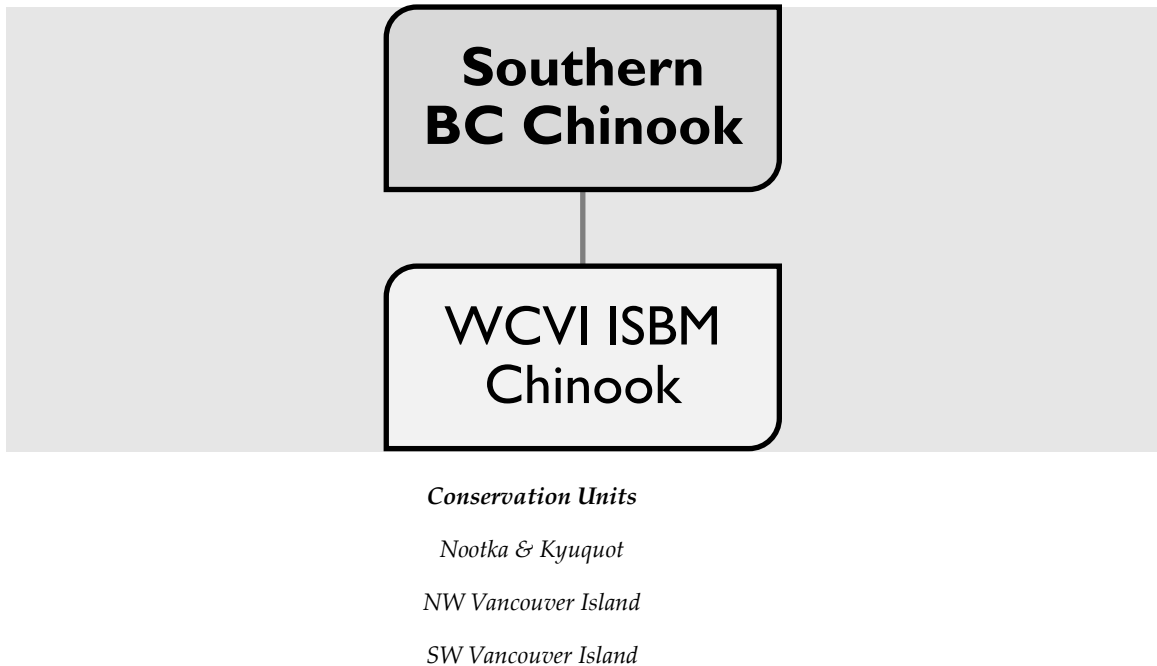 Southern
BC Chinook
WCVI ISBM
Chinook
Conservation Units
Nootka & Kyuquot
NW Vancouver Island
SW Vancouver Island